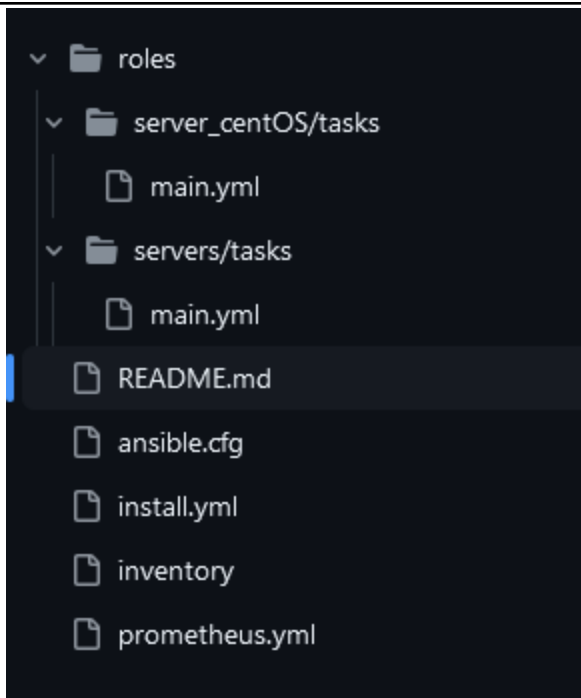 roles
server_centOS/tasks
main.yml
servers/tasks
main.yml
README.md
ansible.cfg
install.yml
inventory
prometheus.yml